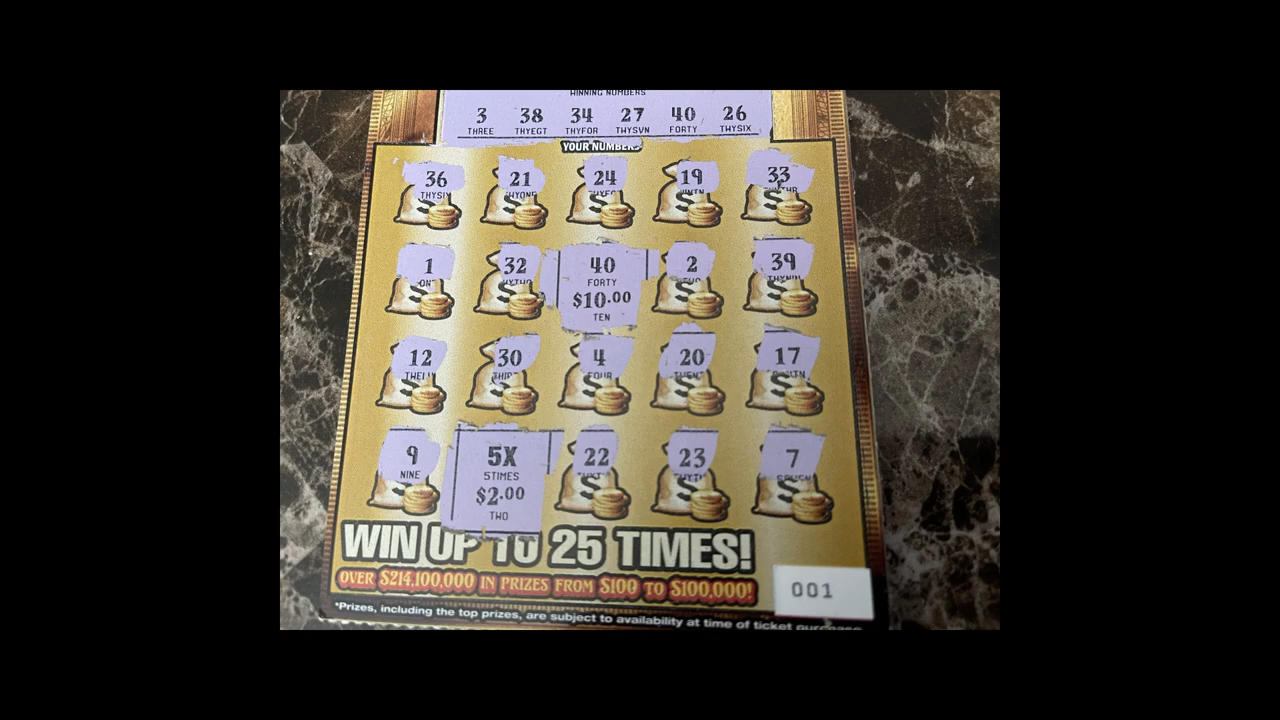 WINNING NUMBERS
3 38 34 27 40 26
THREE THYEGT THYFOR THYSVN FORTY THYSIX
YOUR NUMBERS
36 21 24 19 33
THYSIX
1 32 40 2 39
FORTY
$10.00
TEN
12 30 4 20 17
FOUR
9 5X 22 23 7
NINE 5TIMES
$2.00
TWO
WIN UP TO 25 TIMES!
OVER $214,100,000 IN PRIZES FROM $100 TO $100,000!
001
*Prizes, including the top prizes, are subject to availability at time of ticket purchase